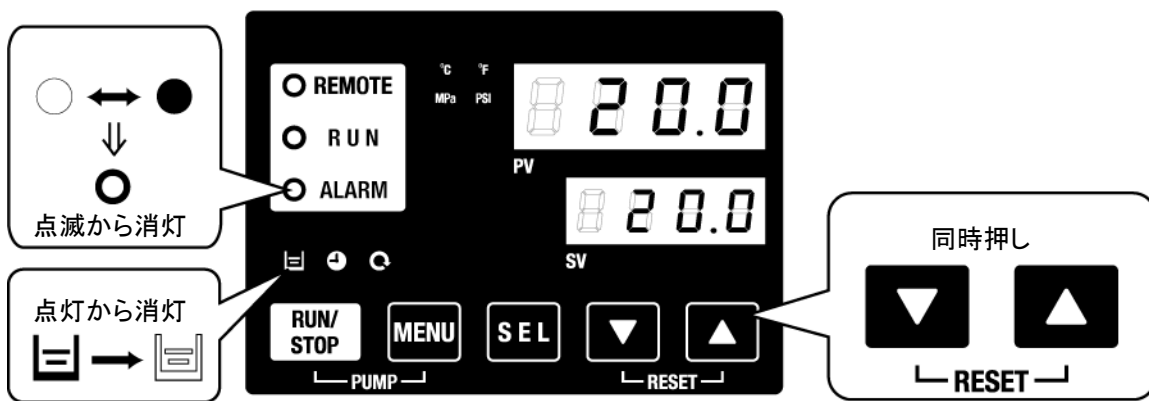 点滅から消灯
点灯から消灯
REMOTE
RUN
ALARM
℃ ℉
MPa PSI
20.0
PV
20.0
SV
RUN/
STOP
MENU
SEL
PUMP
RESET
同時押し
RESET